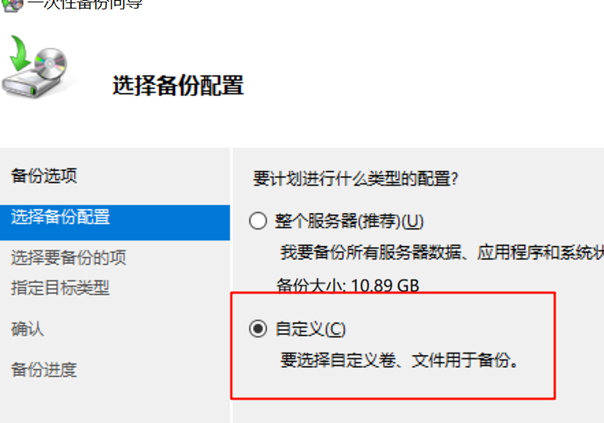 一次性备份向导
选择备份配置
备份选项
选择备份配置
选择要备份的项
指定目标类型
确认
备份进度
要计划进行什么类型的配置?
整个服务器(推荐)(U)
我要备份所有服务器数据、应用程序和系统状
备份大小: 10.89 GB
自定义(C)
要选择自定义卷、文件用于备份。